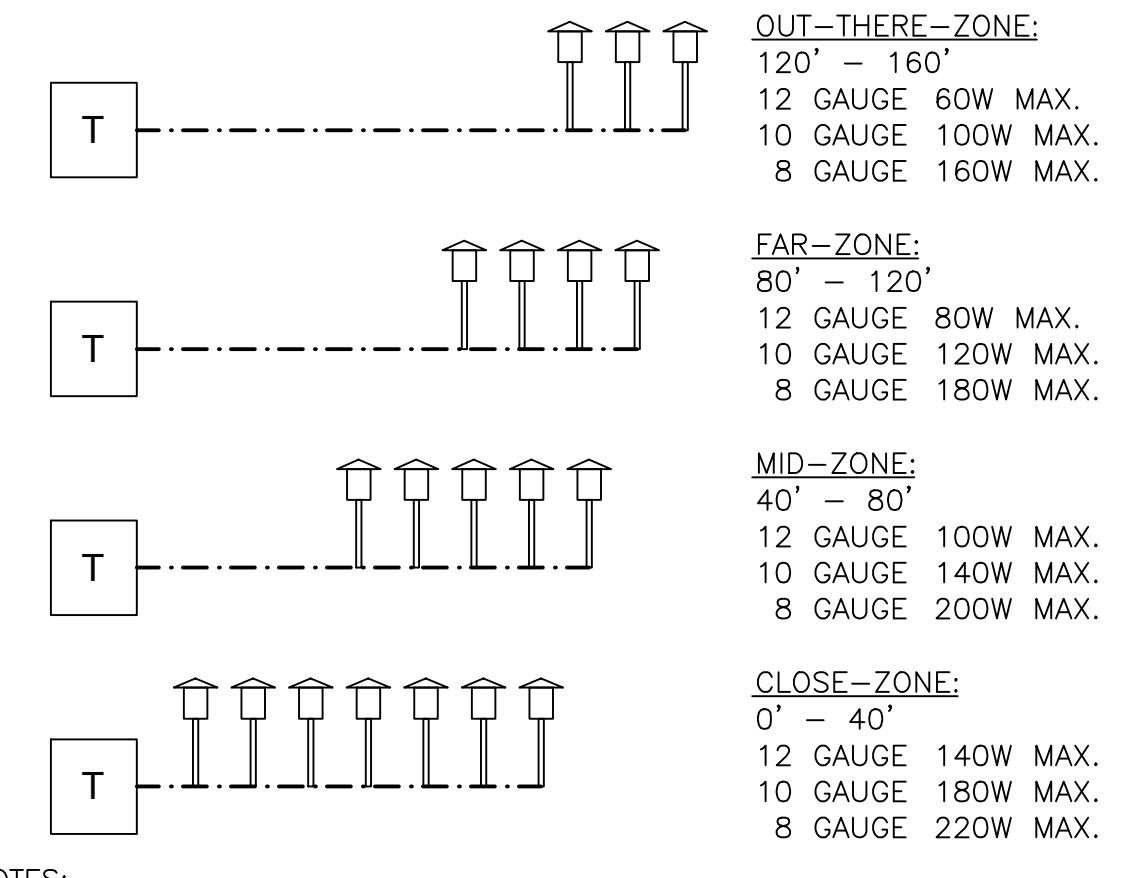 T
OUT-THERE-ZONE:
120' - 160'
12 GAUGE 60W MAX.
10 GAUGE 100W MAX.
8 GAUGE 160W MAX.
T
FAR-ZONE:
80' - 120'
12 GAUGE 80W MAX.
10 GAUGE 120W MAX.
8 GAUGE 180W MAX.
T
MID-ZONE:
40' - 80'
12 GAUGE 100W MAX.
10 GAUGE 140W MAX.
8 GAUGE 200W MAX.
T
CLOSE-ZONE:
0' - 40'
12 GAUGE 140W MAX.
10 GAUGE 180W MAX.
8 GAUGE 220W MAX.